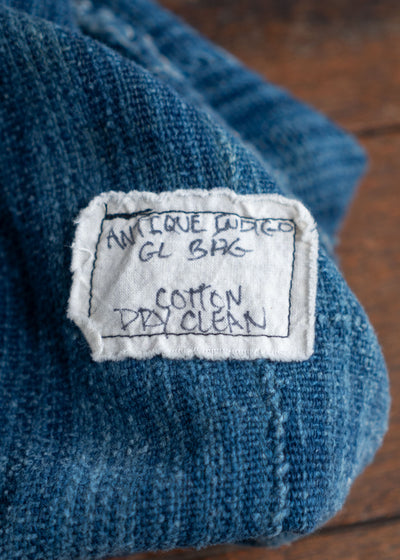 ANTIQUE INDIGO
GL BAG
COTTON
DRY CLEAN